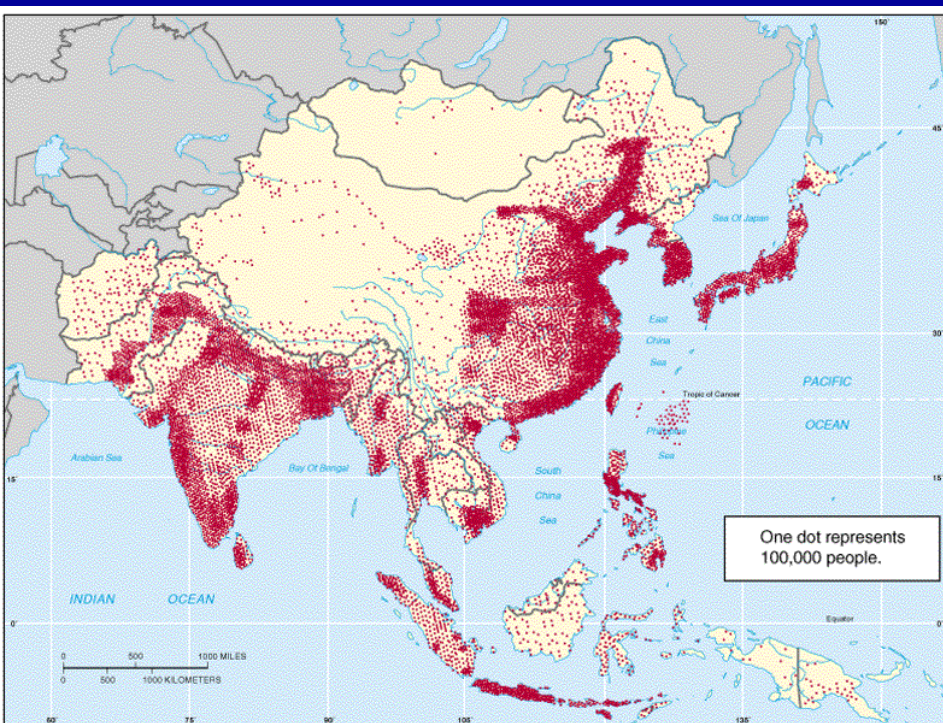 150°
45°
Sea Of Japan
East
China
Sea
30°
PACIFIC
Tropic of Cancer
OCEAN
Philippine
Sea
Arabian Sea
Bay Of Bengal
South
China
Sea
15°
15°
One dot represents
100,000 people.
INDIAN OCEAN
Equator
0°
0°
0 500 1000 MILES
0 500 1000 KILOMETERS
60°
75°
90°
105°
135°